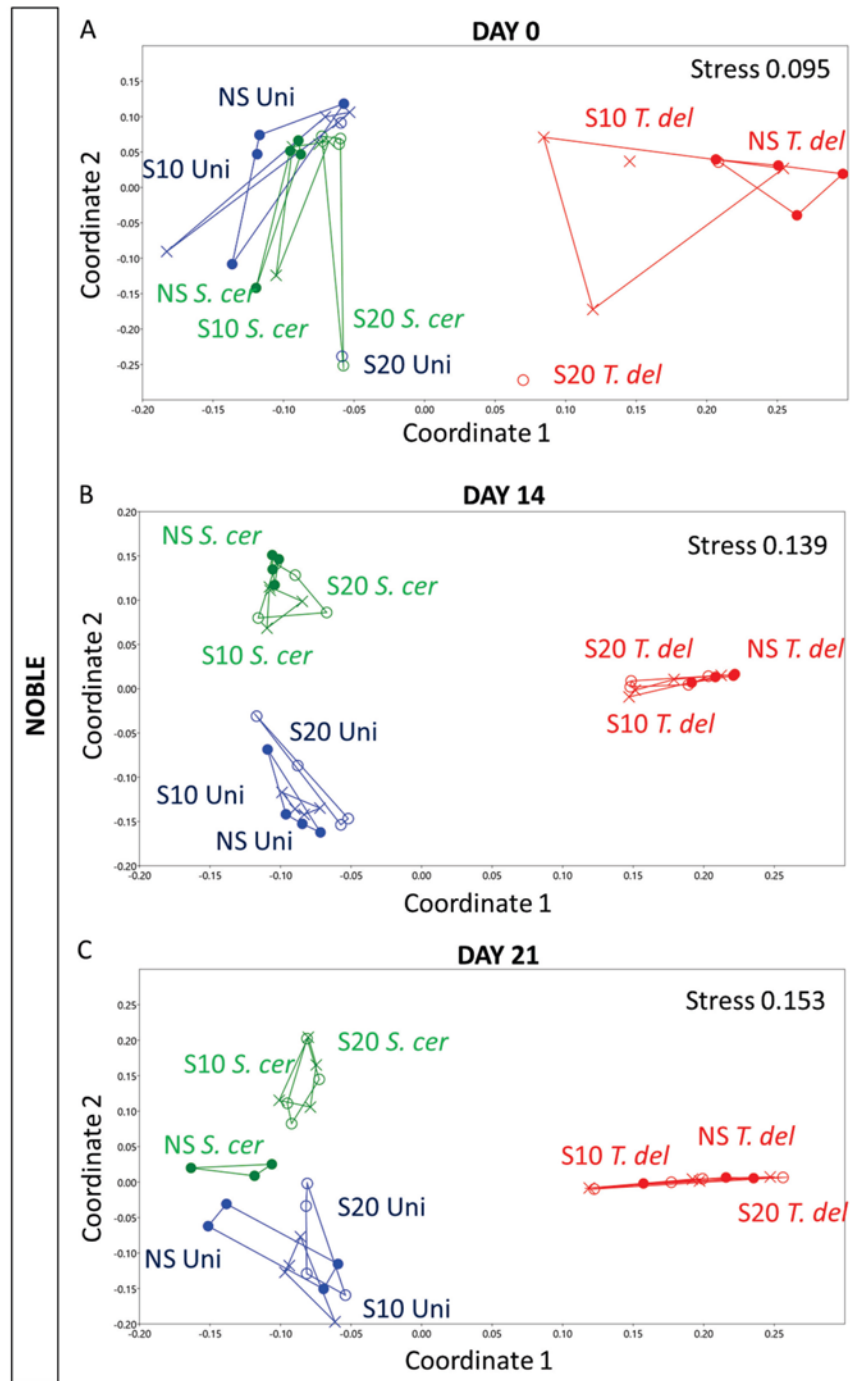 NOBLE
A
DAY 0
Stress 0.095
NS Uni
S10 T. del
NS T. del
S10 Uni
NS S. cer
S10 S. cer
S20 S. cer
S20 Uni
S20 T. del
Coordinate 2
0.15
0.10
0.05
0.00
-0.05
-0.10
-0.15
-0.20
-0.25
-0.20
-0.15
-0.10
-0.05
0.00
0.05
0.10
0.15
0.20
0.25
Coordinate 1
B
DAY 14
Stress 0.139
NS S. cer
S20 S. cer
S10 S. cer
S20 T. del
NS T. del
S10 T. del
S20 Uni
S10 Uni
NS Uni
Coordinate 2
0.20
0.15
0.10
0.05
0.00
-0.05
-0.10
-0.15
-0.20
-0.20
-0.15
-0.10
-0.05
0.00
0.05
0.10
0.15
0.20
0.25
Coordinate 1
C
DAY 21
Stress 0.153
S20 S. cer
S10 S. cer
NS S. cer
NS T. del
S10 T. del
S20 T. del
S20 Uni
NS Uni
S10 Uni
Coordinate 2
0.25
0.20
0.15
0.10
0.05
0.00
-0.05
-0.10
-0.15
-0.20
-0.20
-0.15
-0.10
-0.05
0.00
0.05
0.10
0.15
0.20
0.25
Coordinate 1